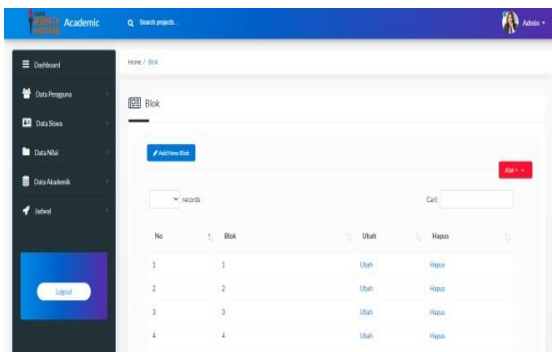 Academic
Search projects..
Admin
Dashboard
Home / Blok
Data Pengguna
Data Siswa
Data Nilai
Data Akademik
Jadwal
Logout
Blok
Add New Blok
Alat
records
Cari:
No Blok Ubah Hapus
1 1 Ubah Hapus
2 2 Ubah Hapus
3 3 Ubah Hapus
4 4 Ubah Hapus